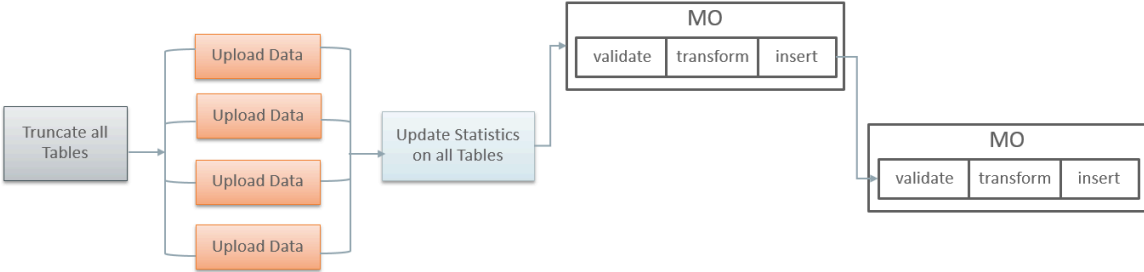 Truncate all
Tables
Upload Data
Upload Data
Upload Data
Upload Data
Update Statistics
on all Tables
MO
validate transform insert
MO
validate transform insert